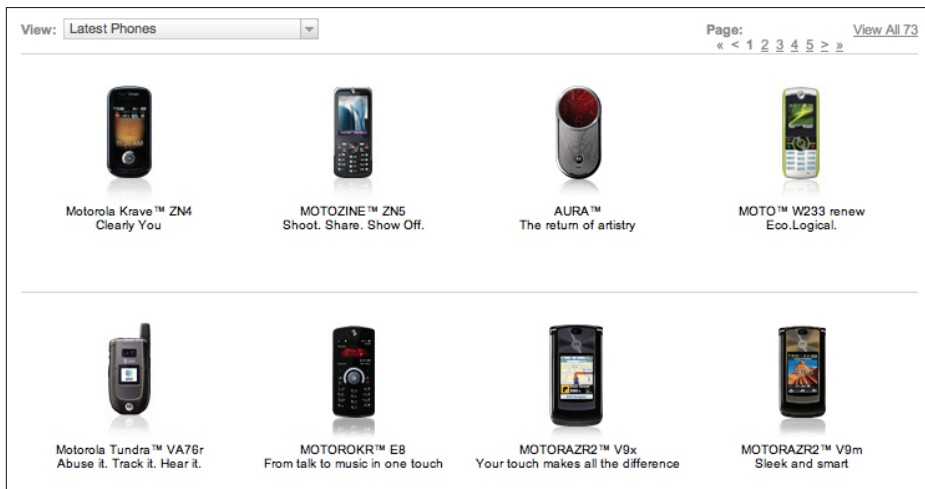 View: Latest Phones
Page: View All 73
« < 1 2 3 4 5 > »
Motorola Krave™ ZN4
Clearly You
MOTOZINE™ ZN5
Shoot. Share. Show Off.
AURA™
The return of artistry
MOTO™ W233 renew
Eco.Logical.
Motorola Tundra™ VA76r
Abuse it. Track it. Hear it.
MOTOROKR™ E8
From talk to music in one touch
MOTORAZR2™ V9x
Your touch makes all the difference
MOTORAZR2™ V9m
Sleek and smart